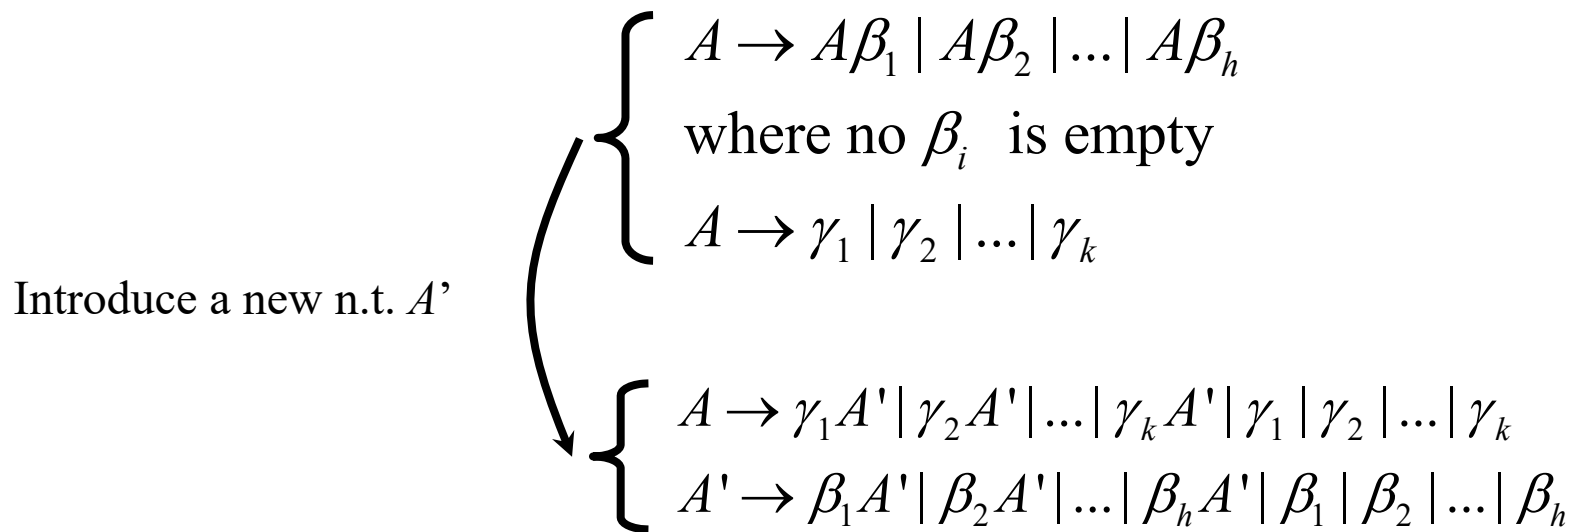 A → Aβ₁ | Aβ₂ | ... | Aβₕ
where no βᵢ is empty
A → γ₁ | γ₂ | ... | γₖ
Introduce a new n.t. A’
A → γ₁A' | γ₂A' | ... | γₖA' | γ₁ | γ₂ | ... | γₖ
A' → β₁A' | β₂A' | ... | βₕA' | β₁ | β₂ | ... | βₕ